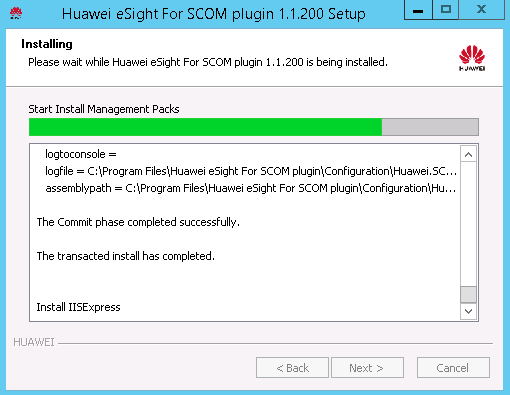 Huawei eSight For SCOM plugin 1.1.200 Setup
Installing
Please wait while Huawei eSight For SCOM plugin 1.1.200 is being installed.
HUAWEI
Start Install Management Packs
logtoconsole =
logfile = C:\Program Files\Huawei eSight For SCOM plugin\Configuration\Huawei.SC...
assemblypath = C:\Program Files\Huawei eSight For SCOM plugin\Configuration\Hu...
The Commit phase completed successfully.
The transacted install has completed.
Install IISExpress
HUAWEI
< Back
Next >
Cancel